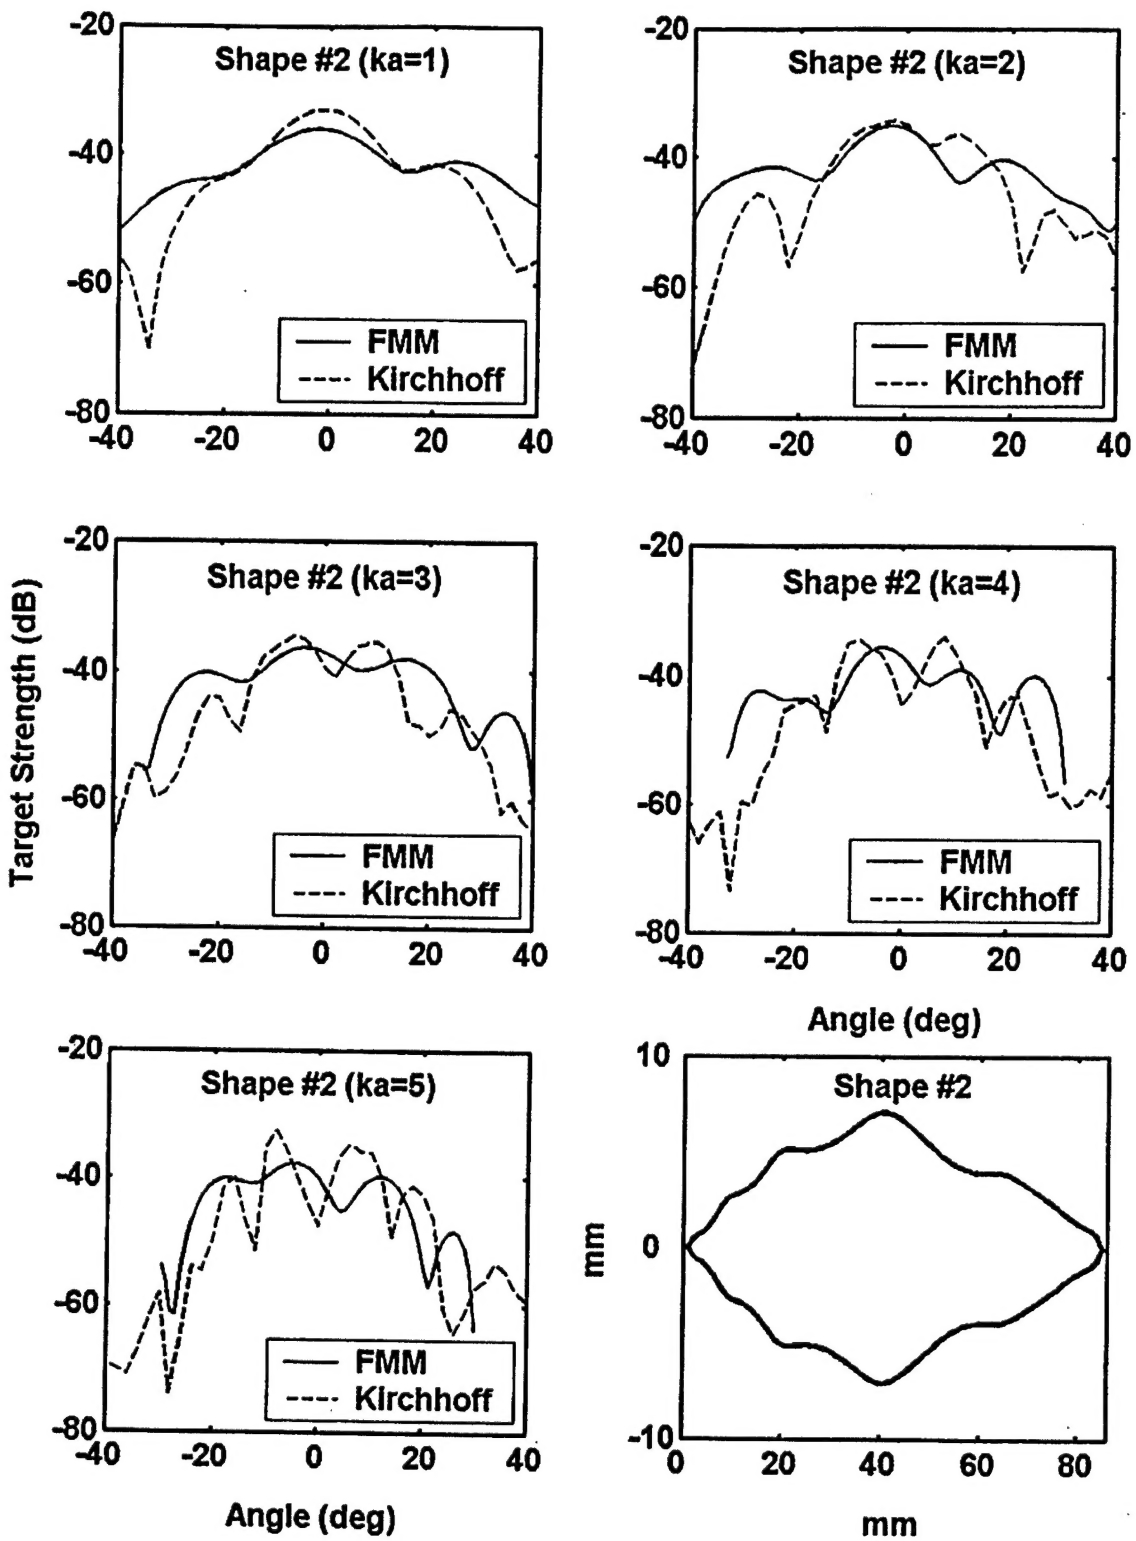 -20
Shape #2 (ka=1)
-40
-60
FMM
Kirchhoff
-80
-40 -20 0 20 40
-20
Shape #2 (ka=2)
-40
-60
FMM
Kirchhoff
-80
-40 -20 0 20 40
Target Strength (dB)
-20
Shape #2 (ka=3)
-40
-60
FMM
Kirchhoff
-80
-40 -20 0 20 40
-20
Shape #2 (ka=4)
-40
-60
FMM
Kirchhoff
-80
-40 -20 0 20 40
Angle (deg)
-20
Shape #2 (ka=5)
-40
-60
FMM
Kirchhoff
-80
-40 -20 0 20 40
Angle (deg)
10
Shape #2
mm
0
-10
0 20 40 60 80
mm